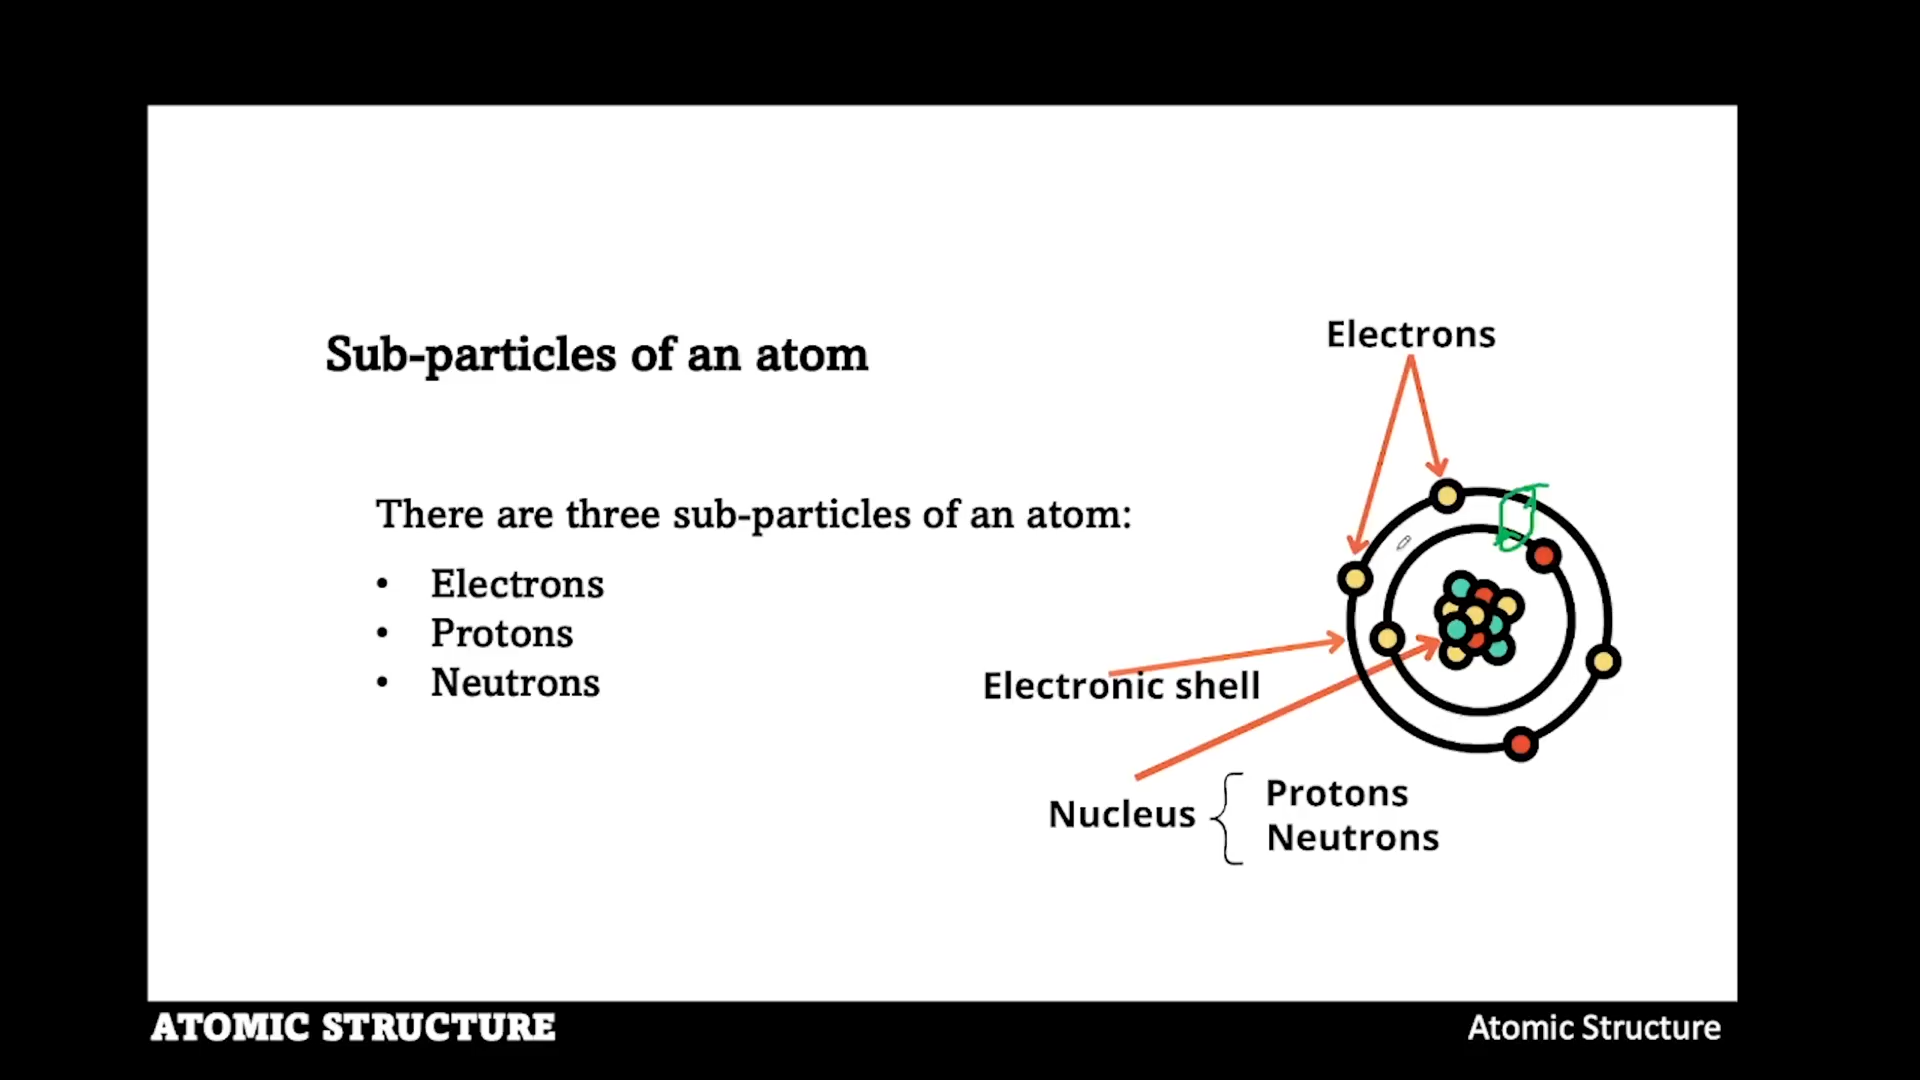 Sub-particles of an atom
There are three sub-particles of an atom:
• Electrons
• Protons
• Neutrons
Electrons
Electronic shell
Nucleus
Protons
Neutrons
ATOMIC STRUCTURE
Atomic Structure